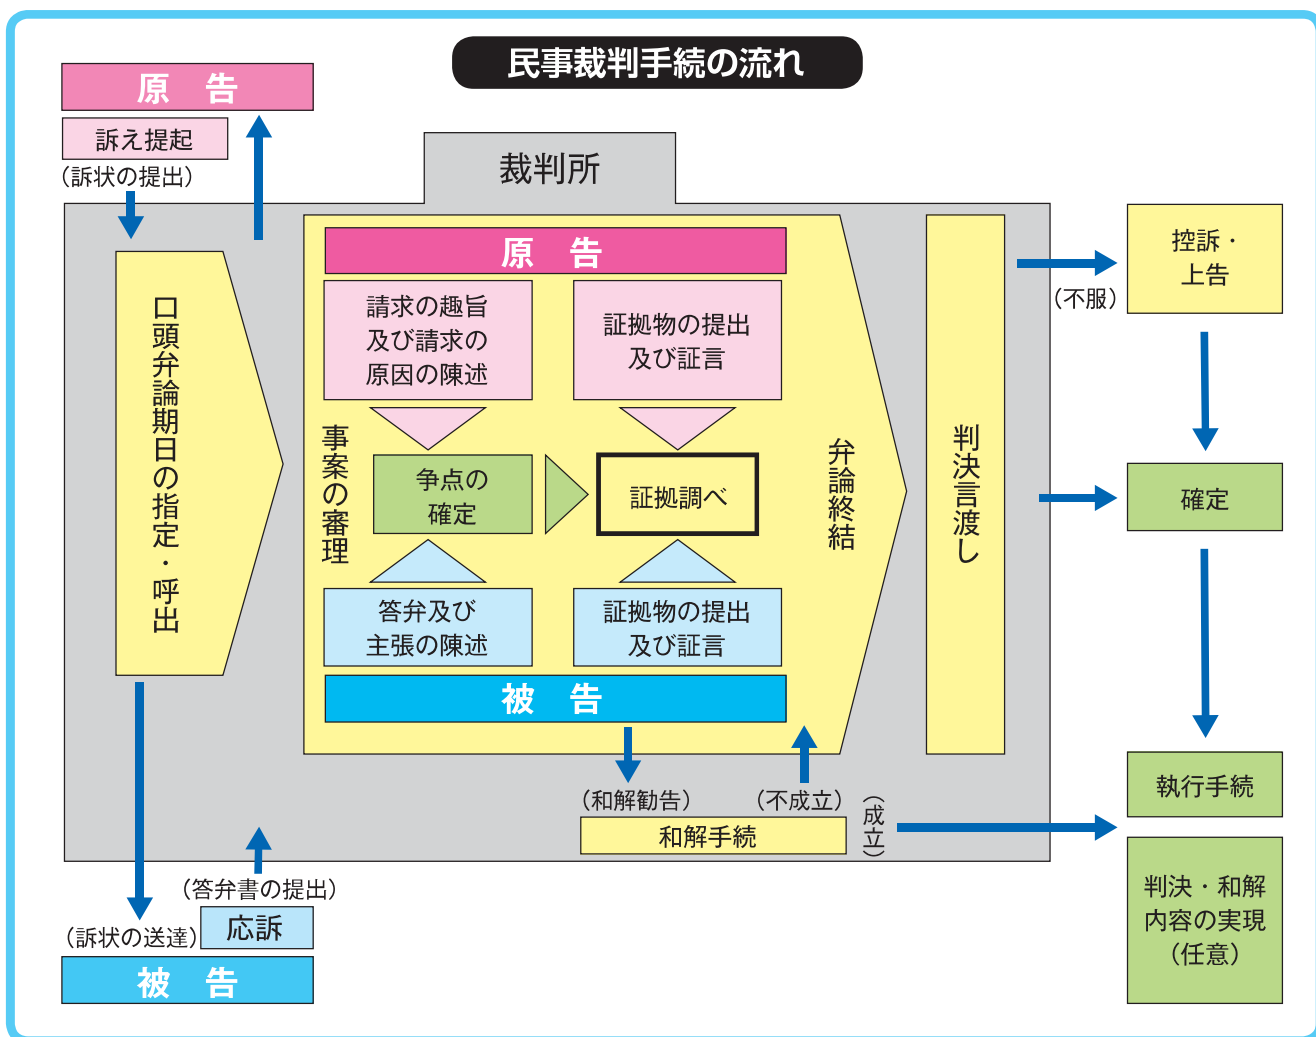 民事裁判手続の流れ
原 告
訴え提起
(訴状の提出)
裁判所
口頭弁論期日の指定・呼出
原 告
請求の趣旨
及び請求の
原因の陳述
証拠物の提出
及び証言
事案の審理
争点の
確定
証拠調べ
弁論終結
答弁及び
主張の陳述
証拠物の提出
及び証言
被 告
判決言渡し
(不服)
控訴・
上告
確定
(和解勧告)
(不成立)
(成立)
和解手続
執行手続
判決・和解
内容の実現
(任意)
(答弁書の提出)
応訴
(訴状の送達)
被 告